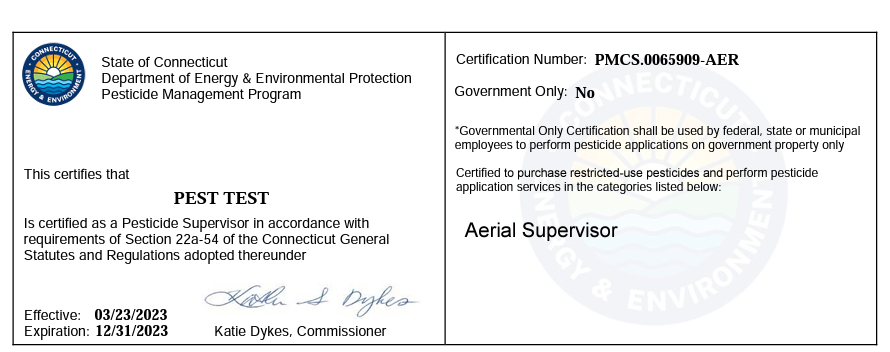 CONNECTICUT
ENERGY & ENVIRONMENT
State of Connecticut
Department of Energy & Environmental Protection
Pesticide Management Program
This certifies that
PEST TEST
Is certified as a Pesticide Supervisor in accordance with
requirements of Section 22a-54 of the Connecticut General
Statutes and Regulations adopted thereunder
Katie S Dykes
Effective: 03/23/2023
Expiration: 12/31/2023
Katie Dykes, Commissioner
Certification Number: PMCS.0065909-AER
Government Only: No
*Governmental Only Certification shall be used by federal, state or municipal
employees to perform pesticide applications on government property only
Certified to purchase restricted-use pesticides and perform pesticide
application services in the categories listed below:
Aerial Supervisor
CONNECTICUT
ENERGY & ENVIRONMENT